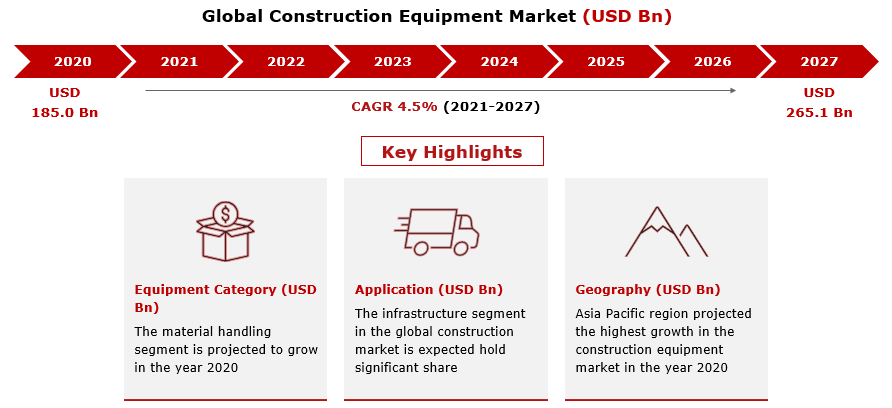 Global Construction Equipment Market (USD Bn)
2020 2021 2022 2023 2024 2025 2026 2027
USD
185.0 Bn
CAGR 4.5% (2021-2027)
USD
265.1 Bn
Key Highlights
$
Equipment Category (USD
Bn)
The material handling
segment is projected to grow
in the year 2020
Application (USD Bn)
The infrastructure segment
in the global construction
market is expected hold
significant share
Geography (USD Bn)
Asia Pacific region projected
the highest growth in the
construction equipment
market in the year 2020